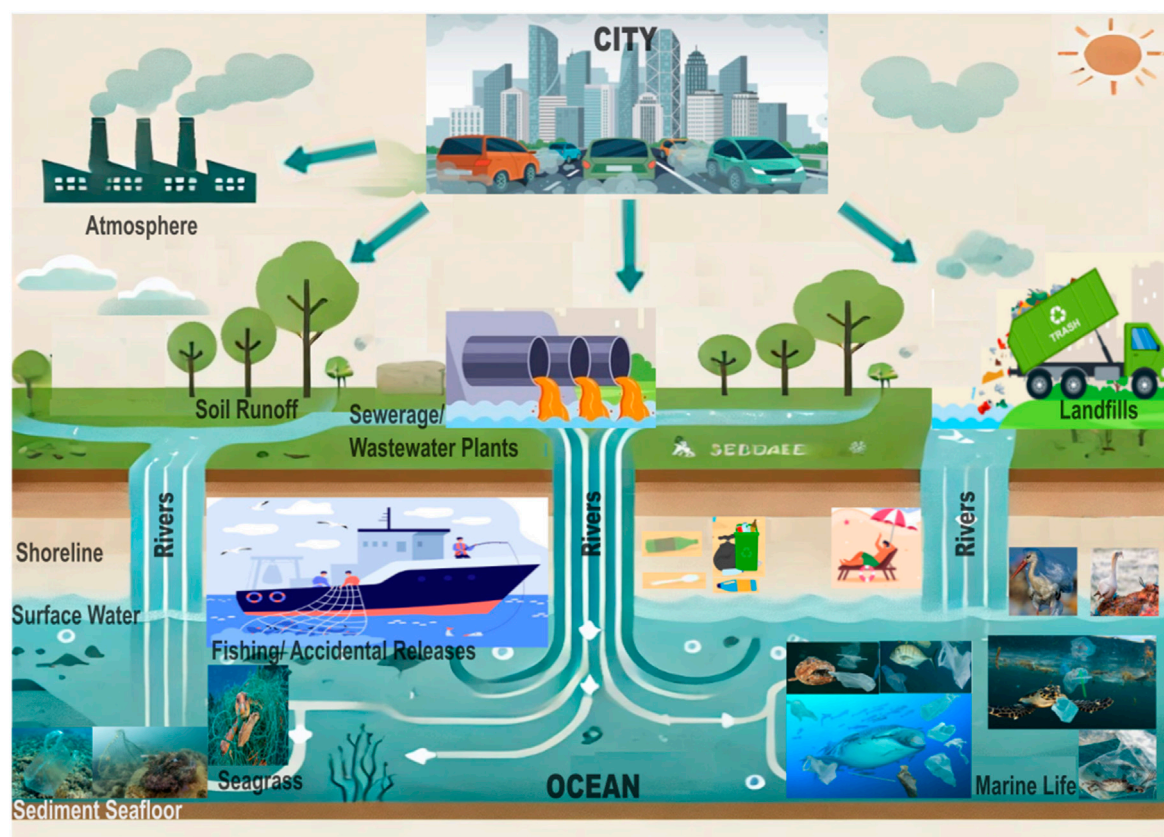 CITY
Atmosphere
TRASH
Soil Runoff
Landfills
Sewerage/
Wastewater Plants
SEDDALE
Rivers
Rivers
Rivers
Shoreline
Surface Water
Fishing/ Accidental Releases
Seagrass
OCEAN
Marine Life
Sediment Seafloor